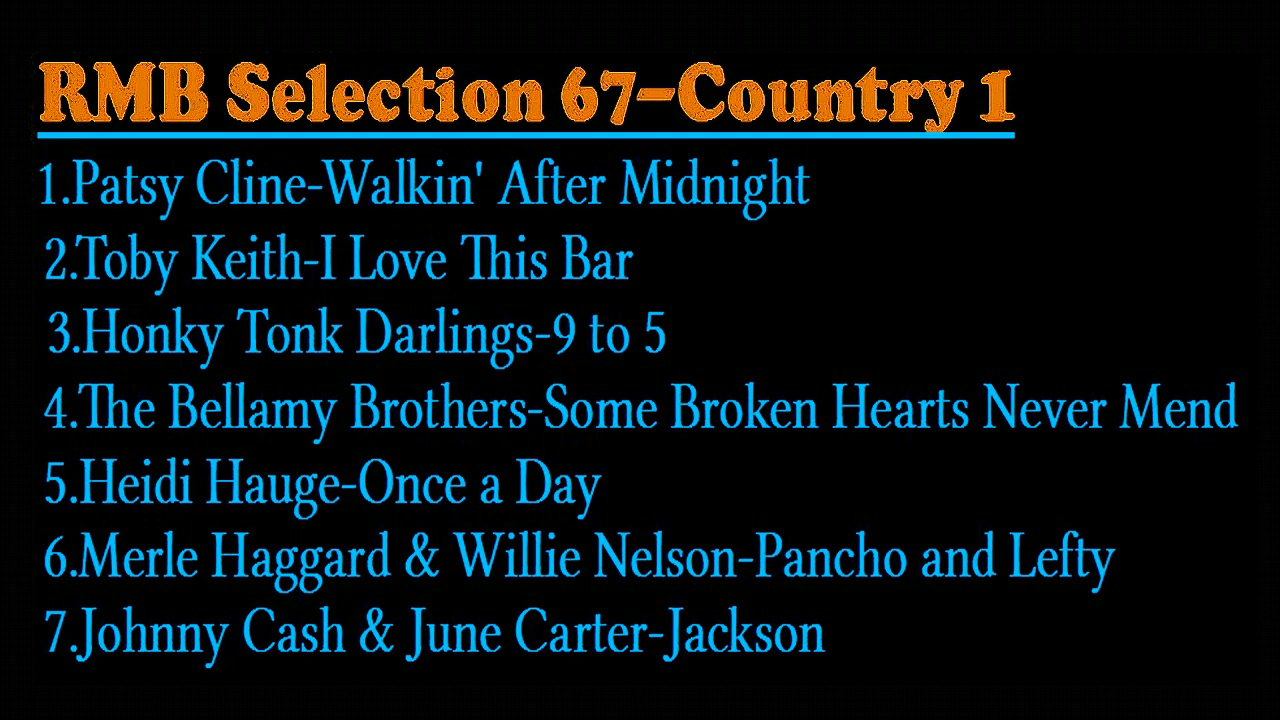 RMB Selection 67–Country 1
1.Patsy Cline-Walkin' After Midnight
2.Toby Keith-I Love This Bar
3.Honky Tonk Darlings-9 to 5
4.The Bellamy Brothers-Some Broken Hearts Never Mend
5.Heidi Hauge-Once a Day
6.Merle Haggard & Willie Nelson-Pancho and Lefty
7.Johnny Cash & June Carter-Jackson